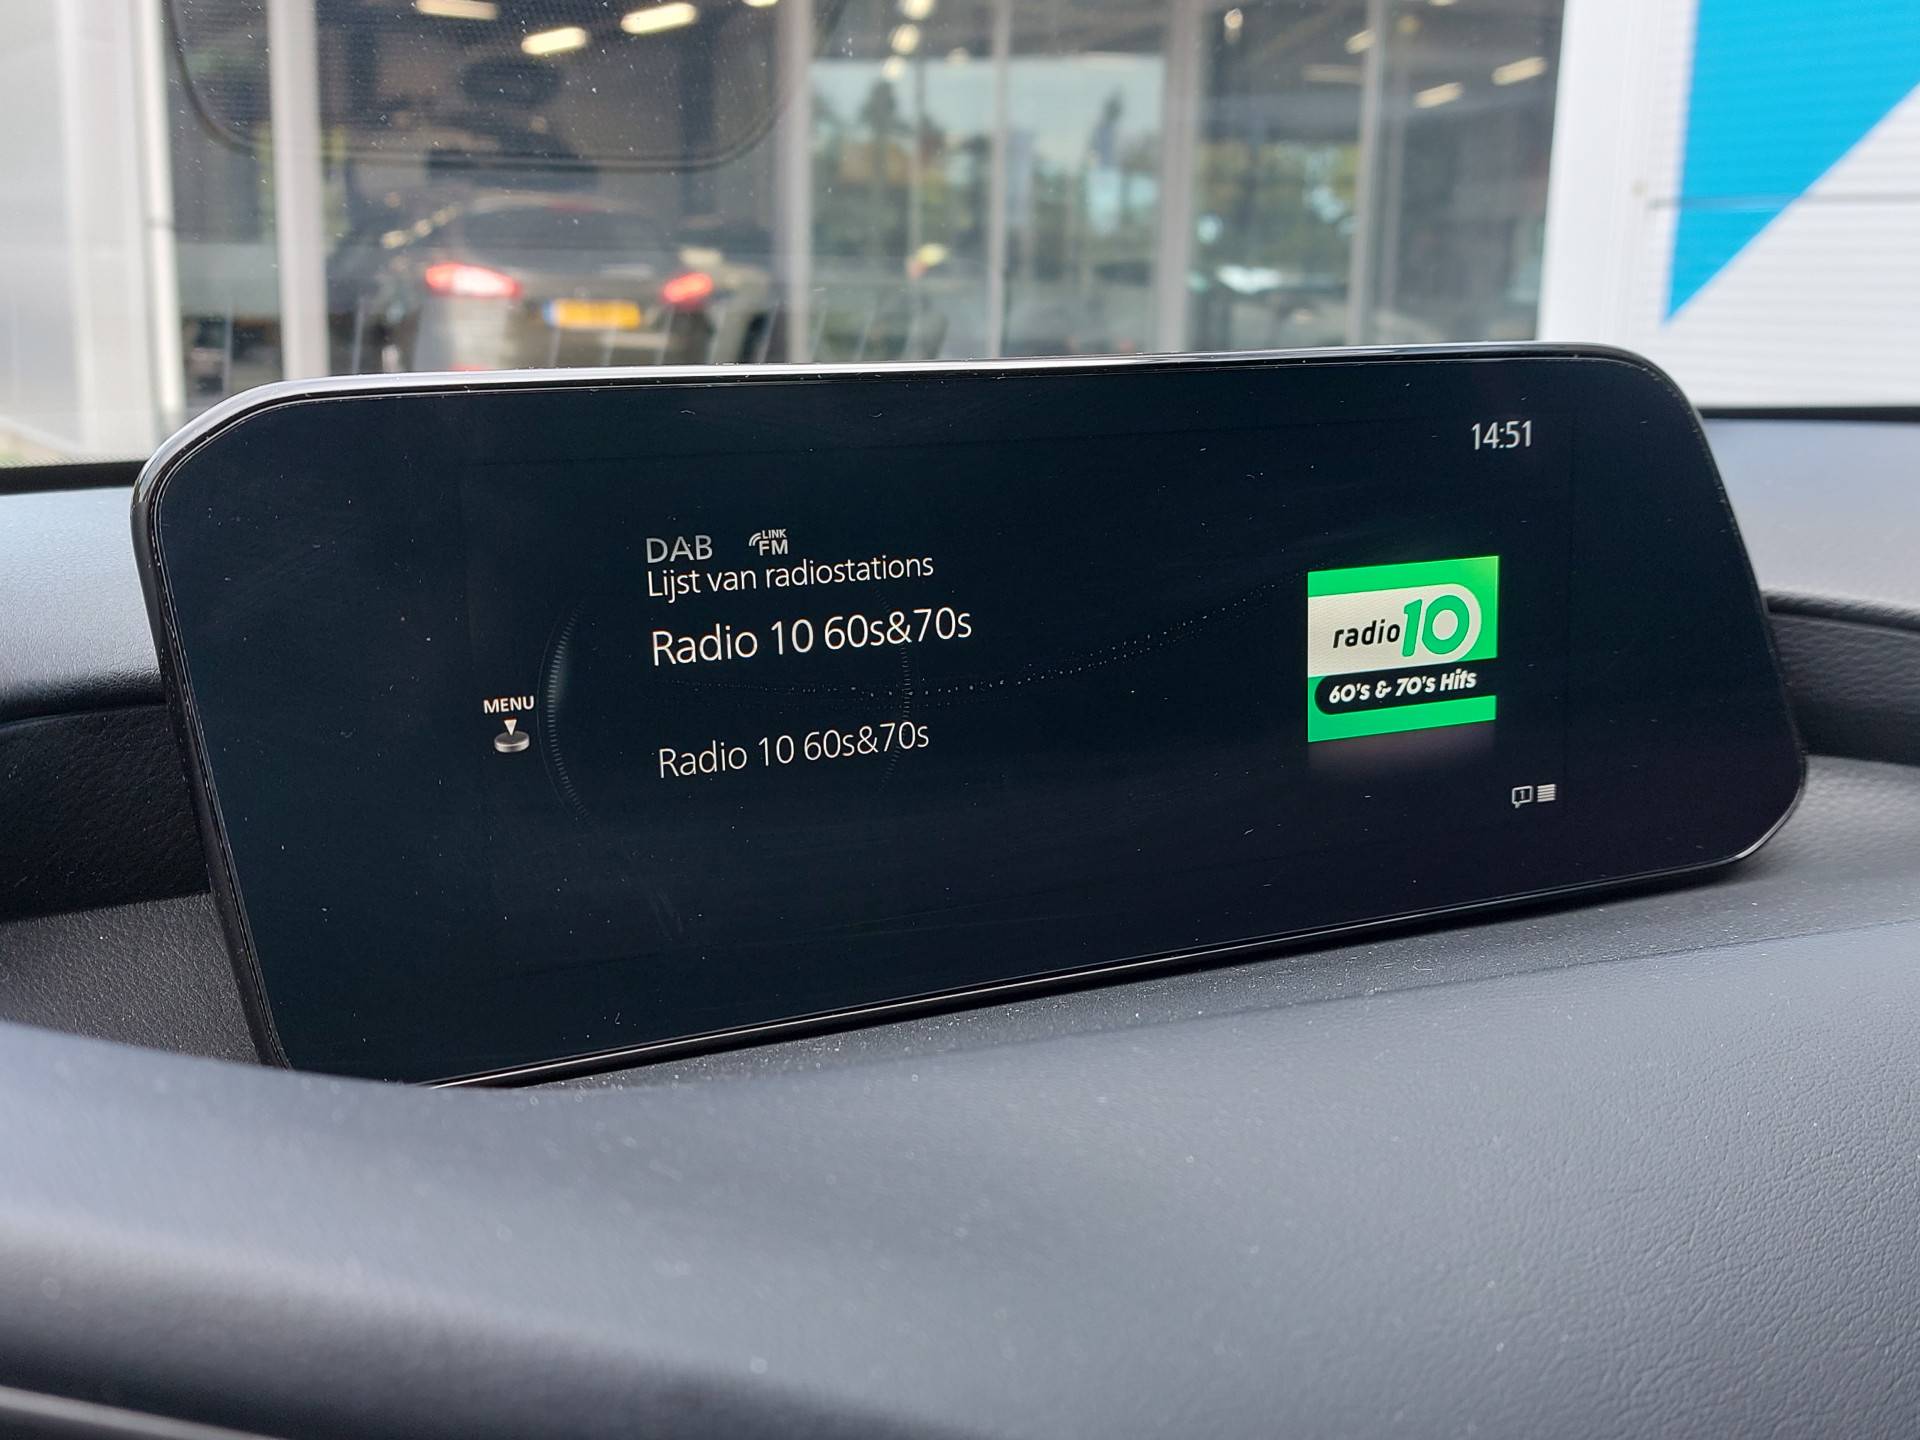 14:51
DAB LINK FM
Lijst van radiostations
Radio 10 60s&70s
MENU
Radio 10 60s&70s
radio10
60's & 70's Hits
1